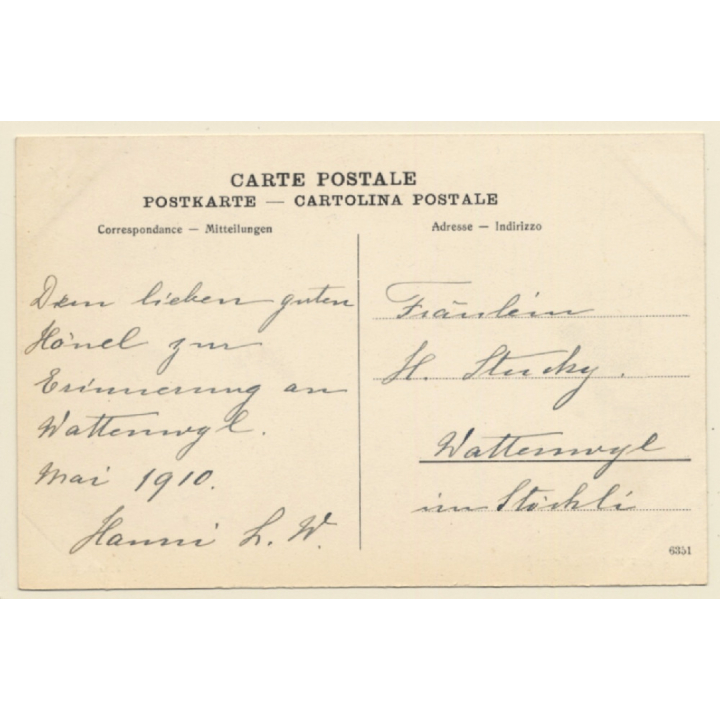 CARTE POSTALE
POSTKARTE — CARTOLINA POSTALE
Correspondance — Mitteilungen
Adresse — Indirizzo
Dem lieben guten
Hönel zur
Erinnerung an
Wattenwyl.
Mai 1910.
Hanni L. W.
Fräulein
H. Stucky.
Wattenwyl
im Stöckli
6351